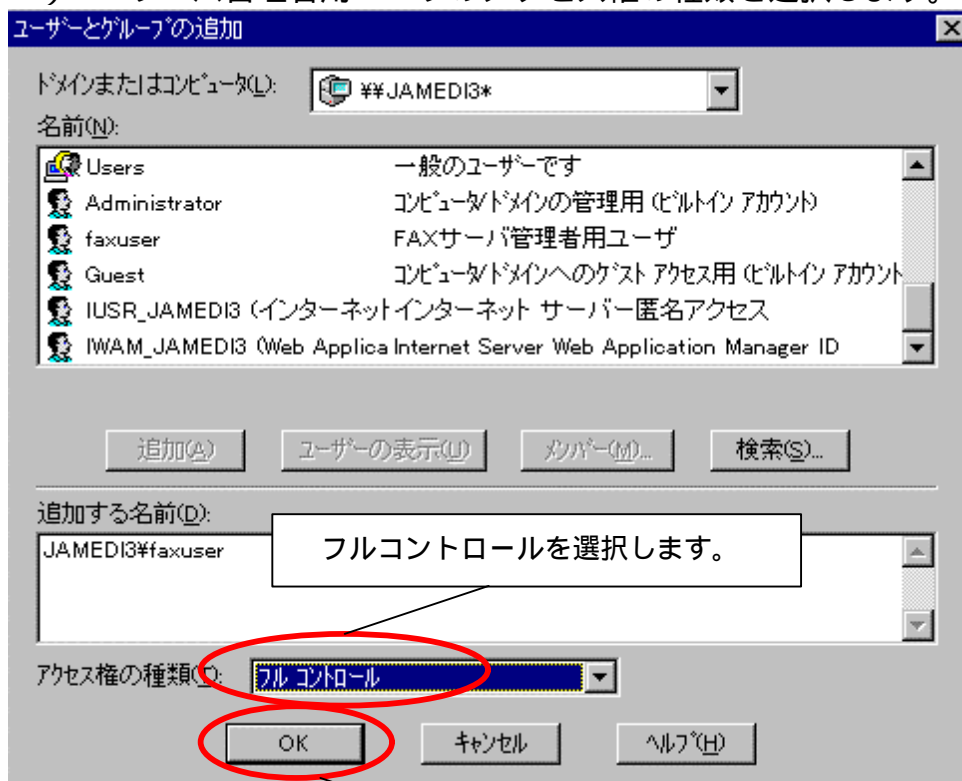 ユーザーとグループの追加
ドメインまたはコンピュータ(L): ¥¥JAMEDI3*
名前(N):
Users 一般のユーザーです
Administrator コンピュータ/ドメインの管理用 (ビルトイン アカウント)
faxuser FAXサーバ管理者用ユーザ
Guest コンピュータ/ドメインへのゲスト アクセス用 (ビルトイン アカウント
IUSR_JAMEDI3 (インターネット インターネット サーバー匿名アクセス
IWAM_JAMEDI3 (Web Applica Internet Server Web Application Manager ID
追加(A) ユーザーの表示(U) メンバー(M)... 検索(S)...
追加する名前(D):
JAMEDI3¥faxuser
フルコントロールを選択します。
アクセス権の種類(T): フル コントロール
OK キャンセル ヘルプ(H)